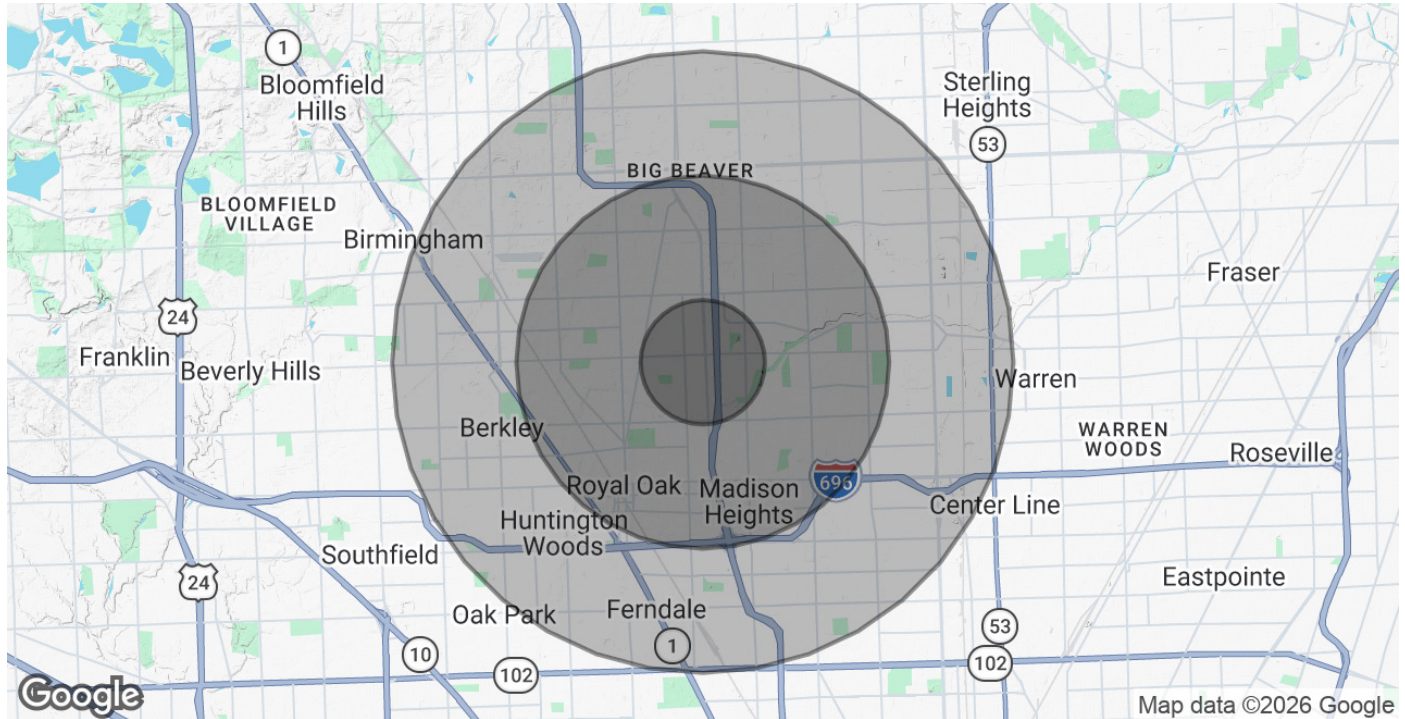 1
Bloomfield
Hills
Sterling
Heights
53
BIG BEAVER
BLOOMFIELD
VILLAGE
Birmingham
Fraser
24
Franklin
Beverly Hills
Warren
Berkley
WARREN
WOODS
Roseville
Royal Oak
Madison
Heights
696
Center Line
Huntington
Woods
Southfield
24
Eastpointe
Oak Park
Ferndale
53
1
10
102
102
Google
Map data ©2026 Google